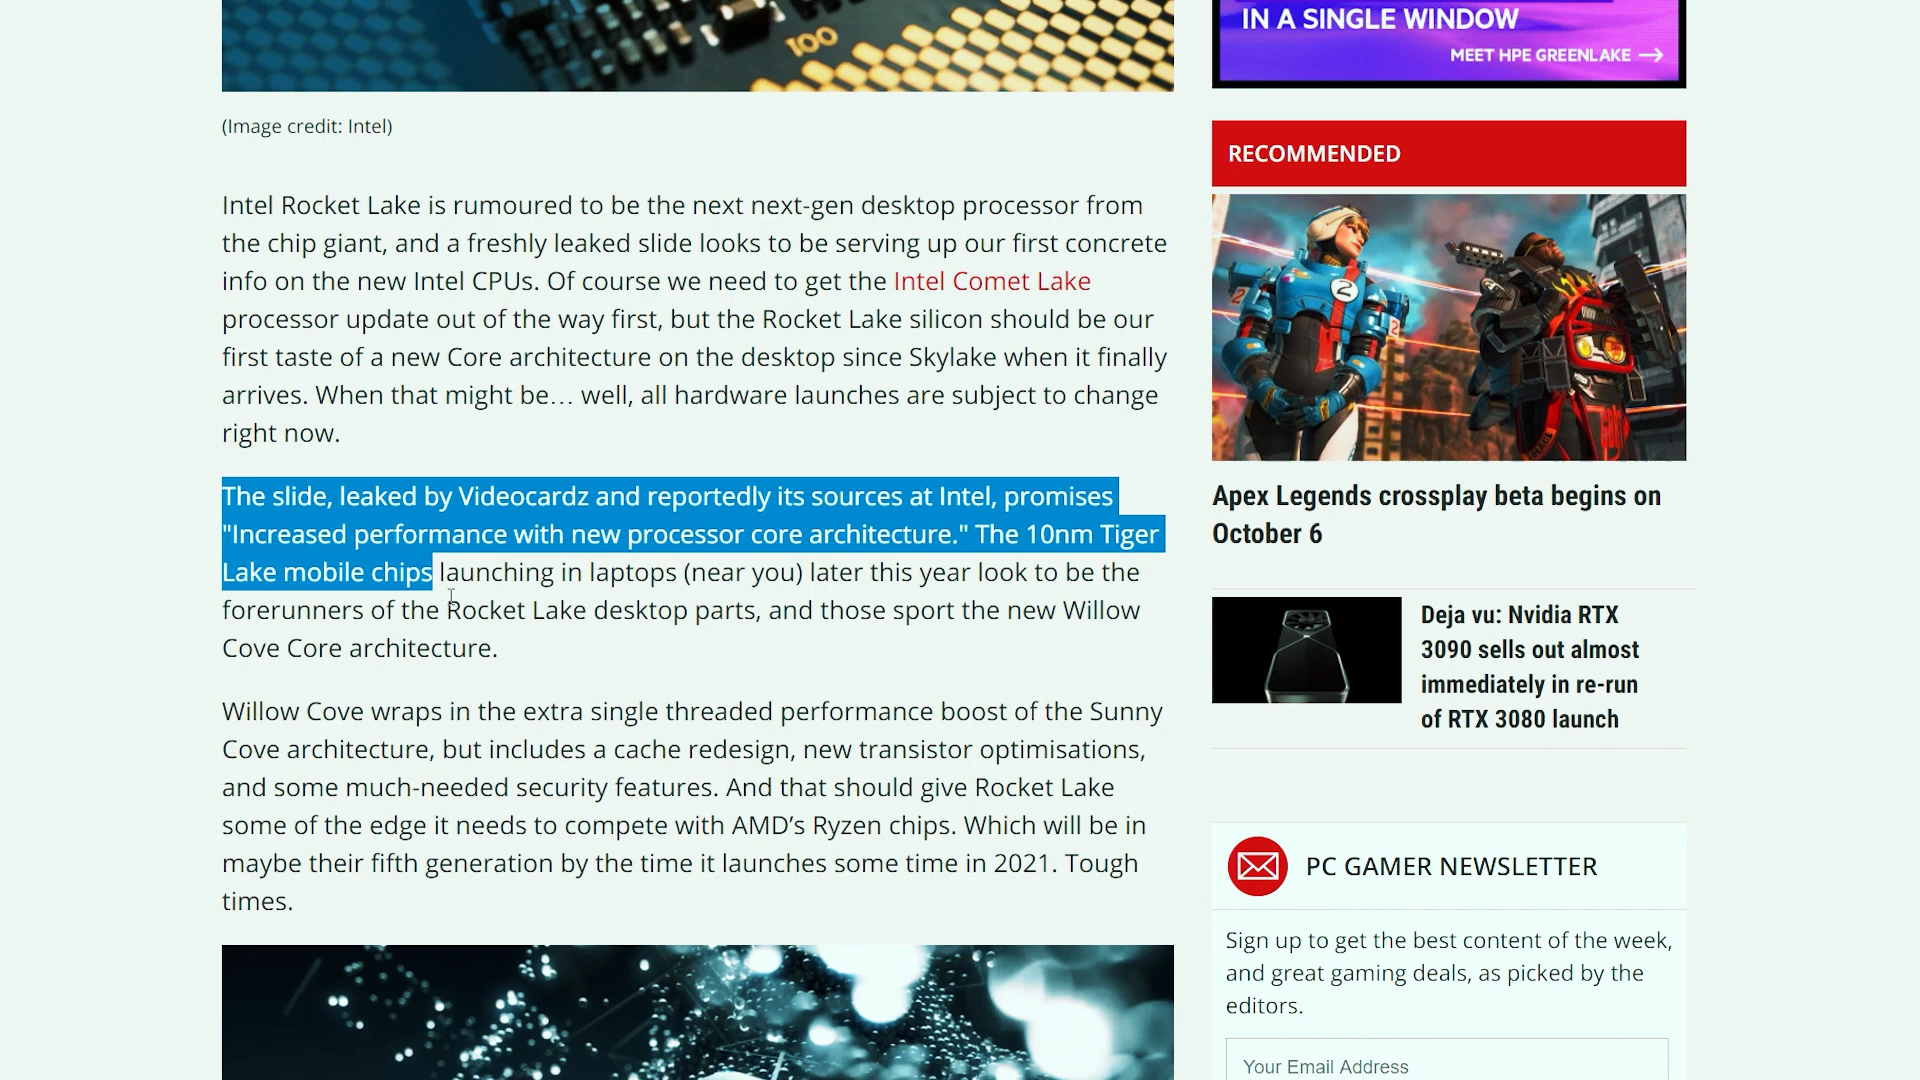 100
(Image credit: Intel)
Intel Rocket Lake is rumoured to be the next next-gen desktop processor from
the chip giant, and a freshly leaked slide looks to be serving up our first concrete
info on the new Intel CPUs. Of course we need to get the Intel Comet Lake
processor update out of the way first, but the Rocket Lake silicon should be our
first taste of a new Core architecture on the desktop since Skylake when it finally
arrives. When that might be… well, all hardware launches are subject to change
right now.
The slide, leaked by Videocardz and reportedly its sources at Intel, promises
"Increased performance with new processor core architecture." The 10nm Tiger
Lake mobile chips launching in laptops (near you) later this year look to be the
forerunners of the Rocket Lake desktop parts, and those sport the new Willow
Cove Core architecture.
Willow Cove wraps in the extra single threaded performance boost of the Sunny
Cove architecture, but includes a cache redesign, new transistor optimisations,
and some much-needed security features. And that should give Rocket Lake
some of the edge it needs to compete with AMD’s Ryzen chips. Which will be in
maybe their fifth generation by the time it launches some time in 2021. Tough
times.
IN A SINGLE WINDOW
MEET HPE GREENLAKE →
RECOMMENDED
2
2
2
Apex Legends crossplay beta begins on
October 6
Deja vu: Nvidia RTX
3090 sells out almost
immediately in re-run
of RTX 3080 launch
PC GAMER NEWSLETTER
Sign up to get the best content of the week,
and great gaming deals, as picked by the
editors.
Your Email Address